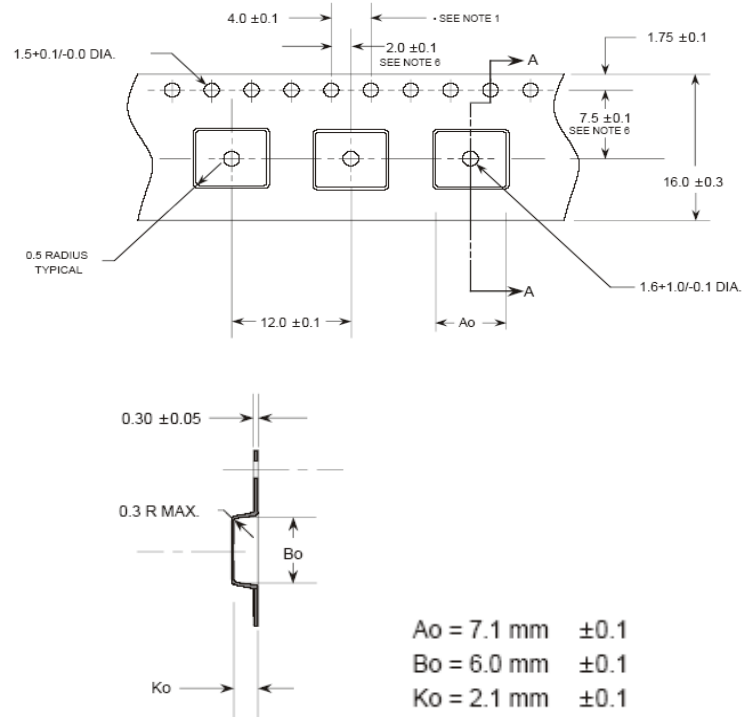 4.0 ±0.1
• SEE NOTE 1
1.5+0.1/-0.0 DIA.
2.0 ±0.1
SEE NOTE 6
1.75 ±0.1
A
7.5 ±0.1
SEE NOTE 6
16.0 ±0.3
0.5 RADIUS
TYPICAL
1.6+1.0/-0.1 DIA.
A
12.0 ±0.1
Ao
0.30 ±0.05
0.3 R MAX.
Bo
Ko
Ao = 7.1 mm ±0.1
Bo = 6.0 mm ±0.1
Ko = 2.1 mm ±0.1